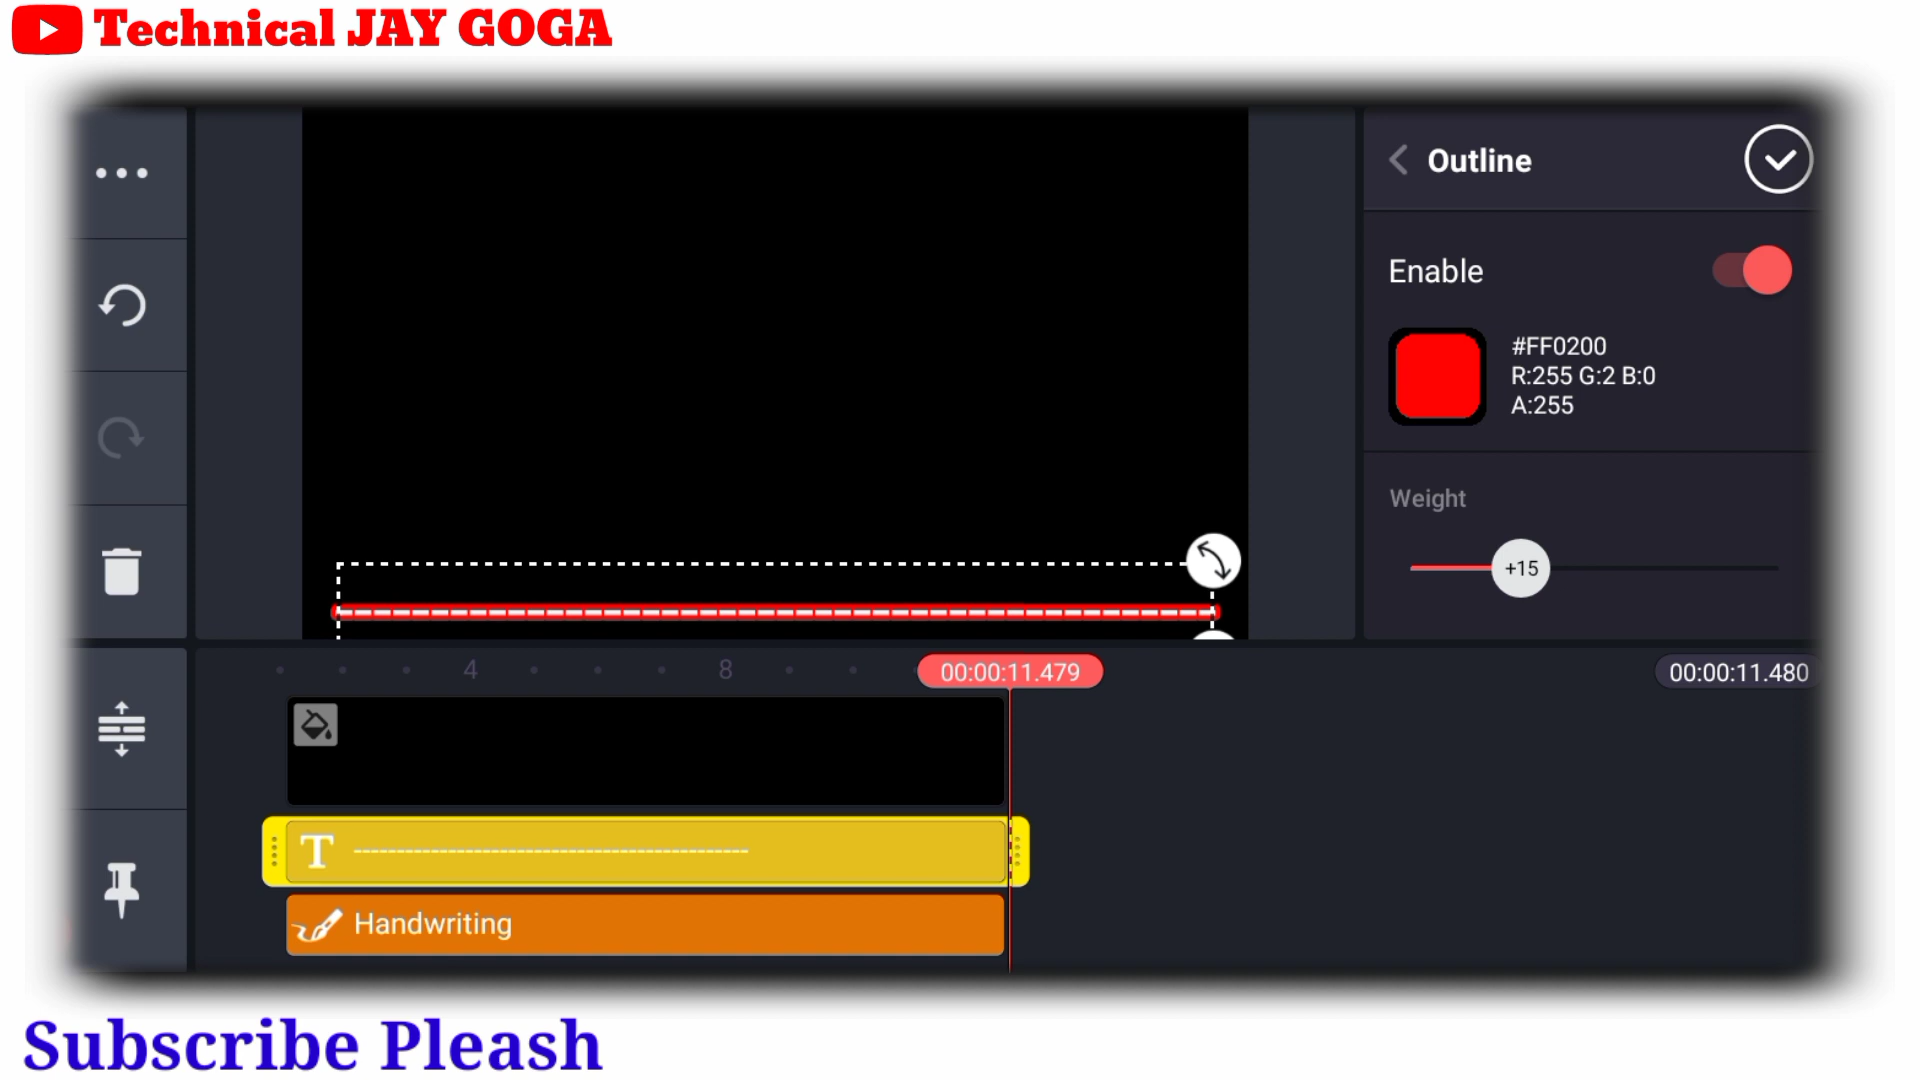 Technical JAY GOGA
Outline
Enable
#FF0200
R:255 G:2 B:0
A:255
Weight
+15
4
8
00:00:11.479
00:00:11.480
T ---------------------------------------------
Handwriting
Subscribe Pleash